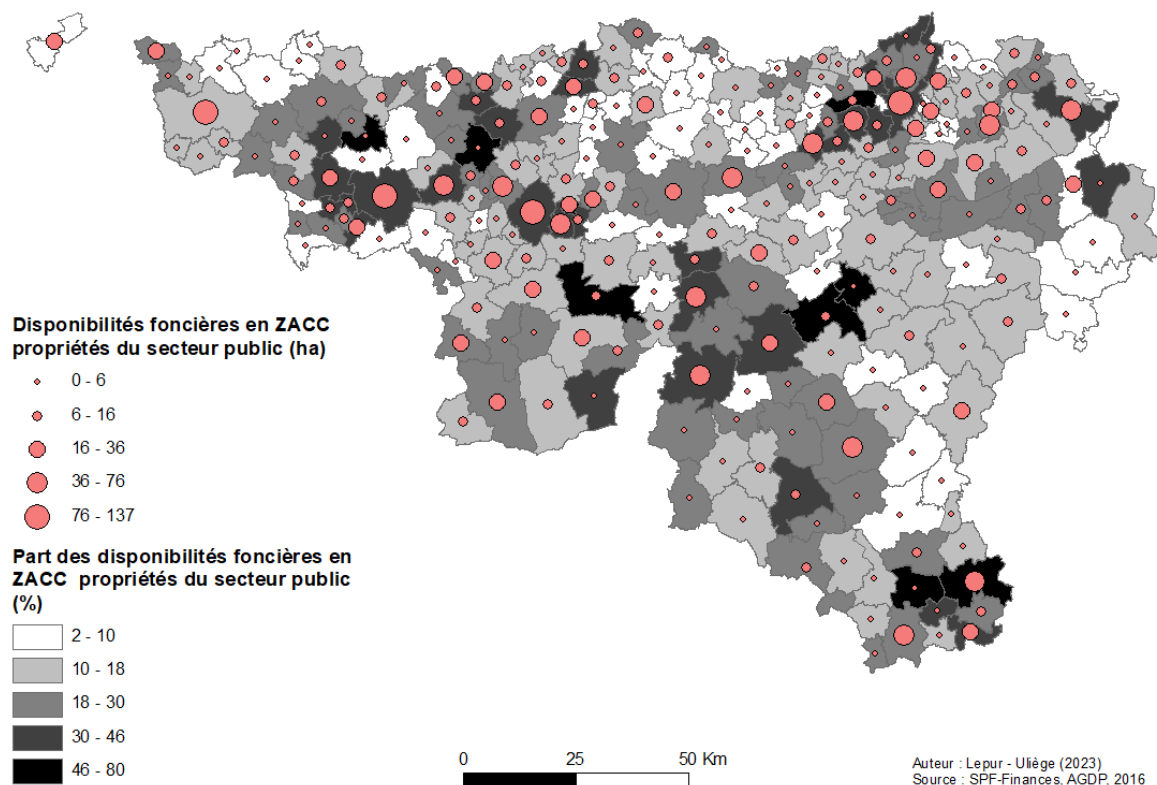 Disponibilités foncières en ZACC
propriétés du secteur public (ha)
0 - 6
6 - 16
16 - 36
36 - 76
76 - 137
Part des disponibilités foncières en
ZACC propriétés du secteur public
(%)
2 - 10
10 - 18
18 - 30
30 - 46
46 - 80
0 25 50 Km
Auteur : Lepur - Uliège (2023)
Source : SPF-Finances, AGDP, 2016